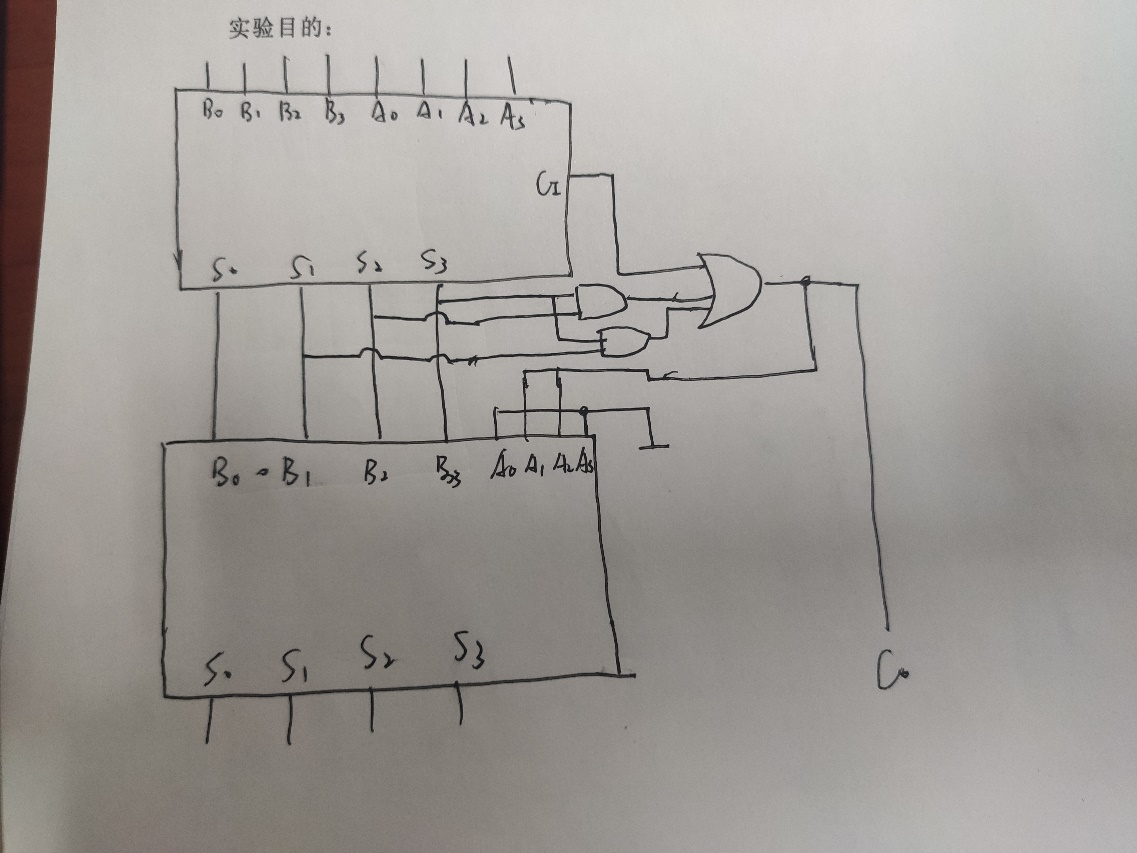 实验目的:
B0 B1 B2 B3 A0 A1 A2 A3
CI
S0 S1 S2 S3
B0 B1 B2 B3 A0 A1 A2 A3
S0 S1 S2 S3
C0